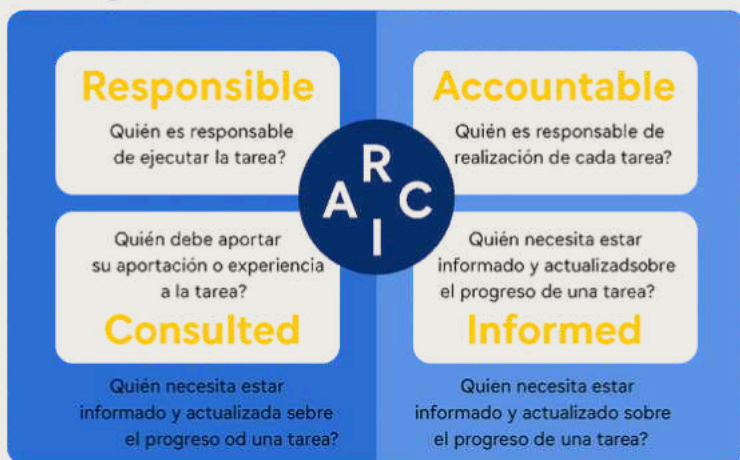 Responsible
Quién es responsable
de ejecutar la tarea?
Accountable
Quién es responsable de
realización de cada tarea?
R
A C
I
Quién debe aportar
su aportación o experiencia
a la tarea?
Consulted
Quién necesita estar
informado y actualizadsobre
el progreso de una tarea?
Informed
Quién necesita estar
informado y actualizada sebre
el progreso od una tarea?
Quien necesita estar
informado y actualizado sobre
el progreso de una tarea?